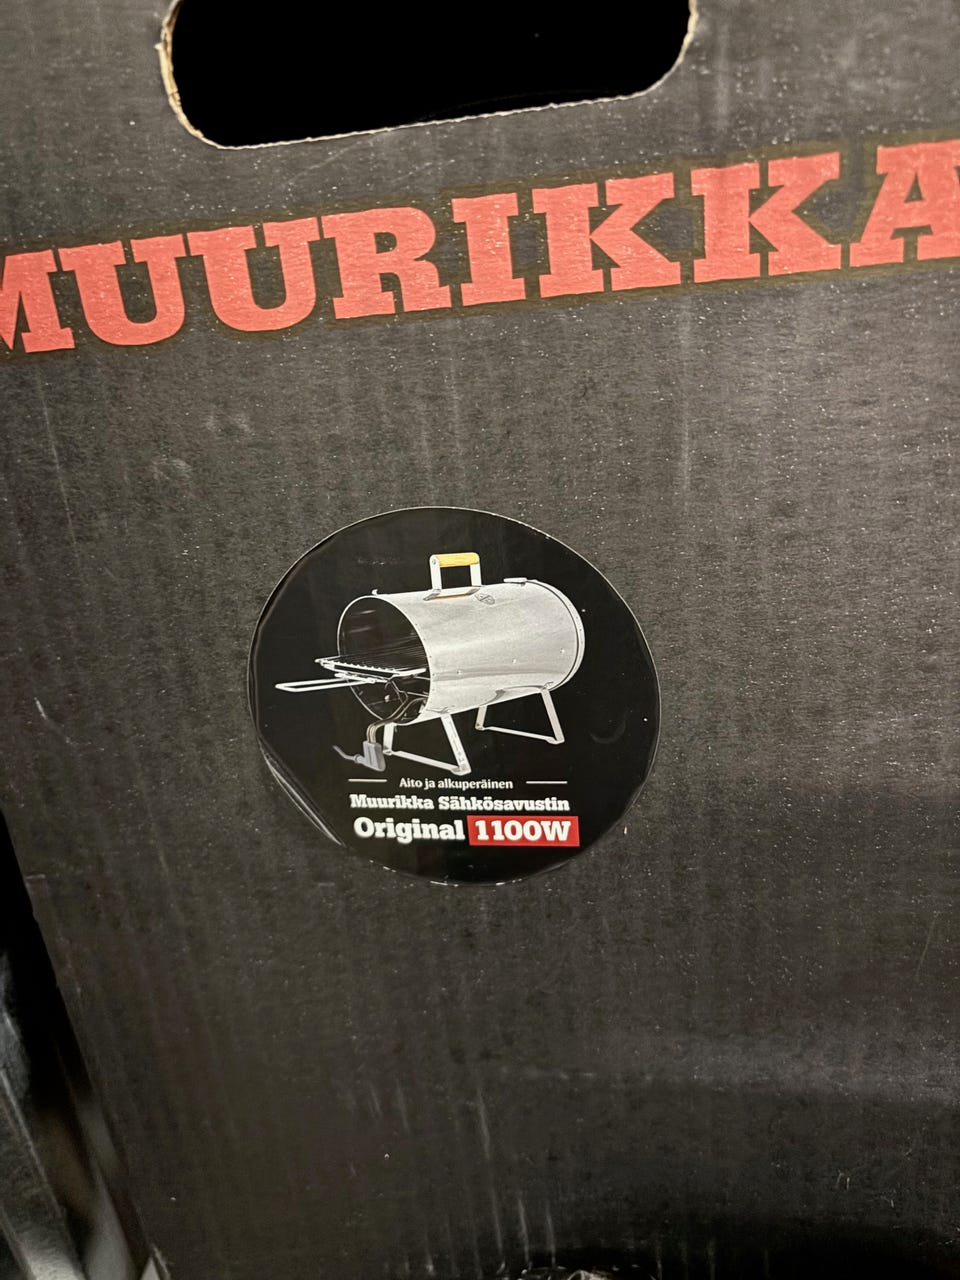 MUURIKKA
Aito ja alkuperäinen
Muurikka Sähkösavustin
Original 1100W